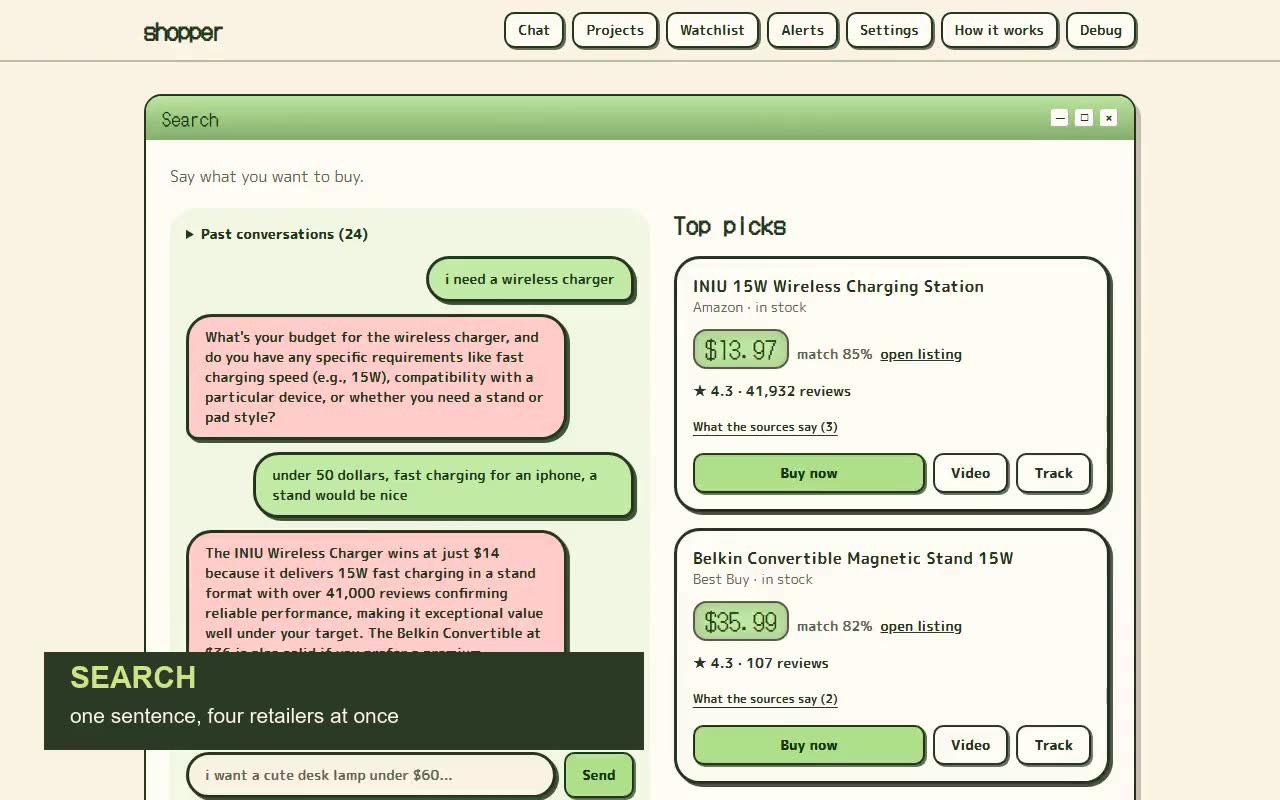 shopper
Chat
Projects
Watchlist
Alerts
Settings
How it works
Debug
Search
Say what you want to buy.
▶ Past conversations (24)
i need a wireless charger
What's your budget for the wireless charger, and
do you have any specific requirements like fast
charging speed (e.g., 15W), compatibility with a
particular device, or whether you need a stand or
pad style?
under 50 dollars, fast charging for an iphone, a
stand would be nice
The INIU Wireless Charger wins at just $14
because it delivers 15W fast charging in a stand
format with over 41,000 reviews confirming
reliable performance, making it exceptional value
well under your target. The Belkin Convertible at
$36 is also solid if you prefer a premium
SEARCH
one sentence, four retailers at once
i want a cute desk lamp under $60...
Send
Top picks
INIU 15W Wireless Charging Station
Amazon · in stock
$13.97 match 85% open listing
★ 4.3 · 41,932 reviews
What the sources say (3)
Buy now
Video
Track
Belkin Convertible Magnetic Stand 15W
Best Buy · in stock
$35.99 match 82% open listing
★ 4.3 · 107 reviews
What the sources say (2)
Buy now
Video
Track